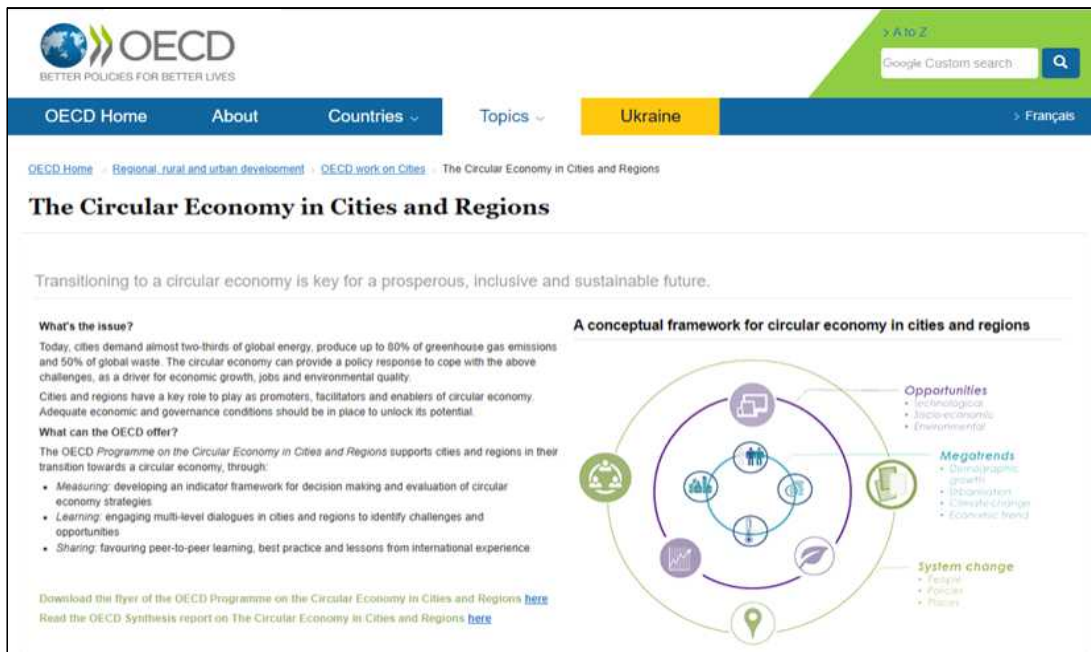 OECD
BETTER POLICIES FOR BETTER LIVES
> A to Z
Google Custom search
OECD Home About Countries Topics Ukraine > Français
OECD Home › Regional, rural and urban development › OECD work on Cities › The Circular Economy in Cities and Regions
The Circular Economy in Cities and Regions
Transitioning to a circular economy is key for a prosperous, inclusive and sustainable future.
What's the issue?
Today, cities demand almost two-thirds of global energy, produce up to 80% of greenhouse gas emissions
and 50% of global waste. The circular economy can provide a policy response to cope with the above
challenges, as a driver for economic growth, jobs and environmental quality.
Cities and regions have a key role to play as promoters, facilitators and enablers of circular economy.
Adequate economic and governance conditions should be in place to unlock its potential.
What can the OECD offer?
The OECD Programme on the Circular Economy in Cities and Regions supports cities and regions in their
transition towards a circular economy, through:
• Measuring: developing an indicator framework for decision making and evaluation of circular
economy strategies
• Learning: engaging multi-level dialogues in cities and regions to identify challenges and
opportunities
• Sharing: favouring peer-to-peer learning, best practice and lessons from international experience
Download the flyer of the OECD Programme on the Circular Economy in Cities and Regions here
Read the OECD Synthesis report on The Circular Economy in Cities and Regions here
A conceptual framework for circular economy in cities and regions
Opportunities
• Technological
• Socio-economic
• Environmental
Megatrends
• Demographic
growth
• Urbanisation
• Climate change
• Economic trend
System change
• People
• Policies
• Places